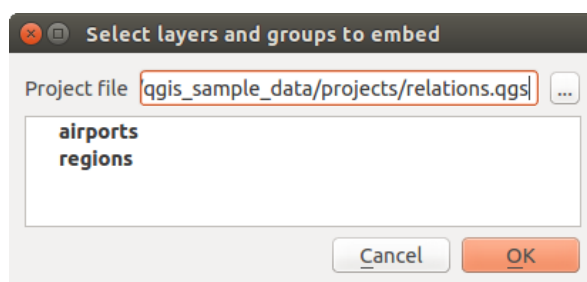 Select layers and groups to embed
Project file /qgis_sample_data/projects/relations.qgs ...
airports
regions
Cancel OK